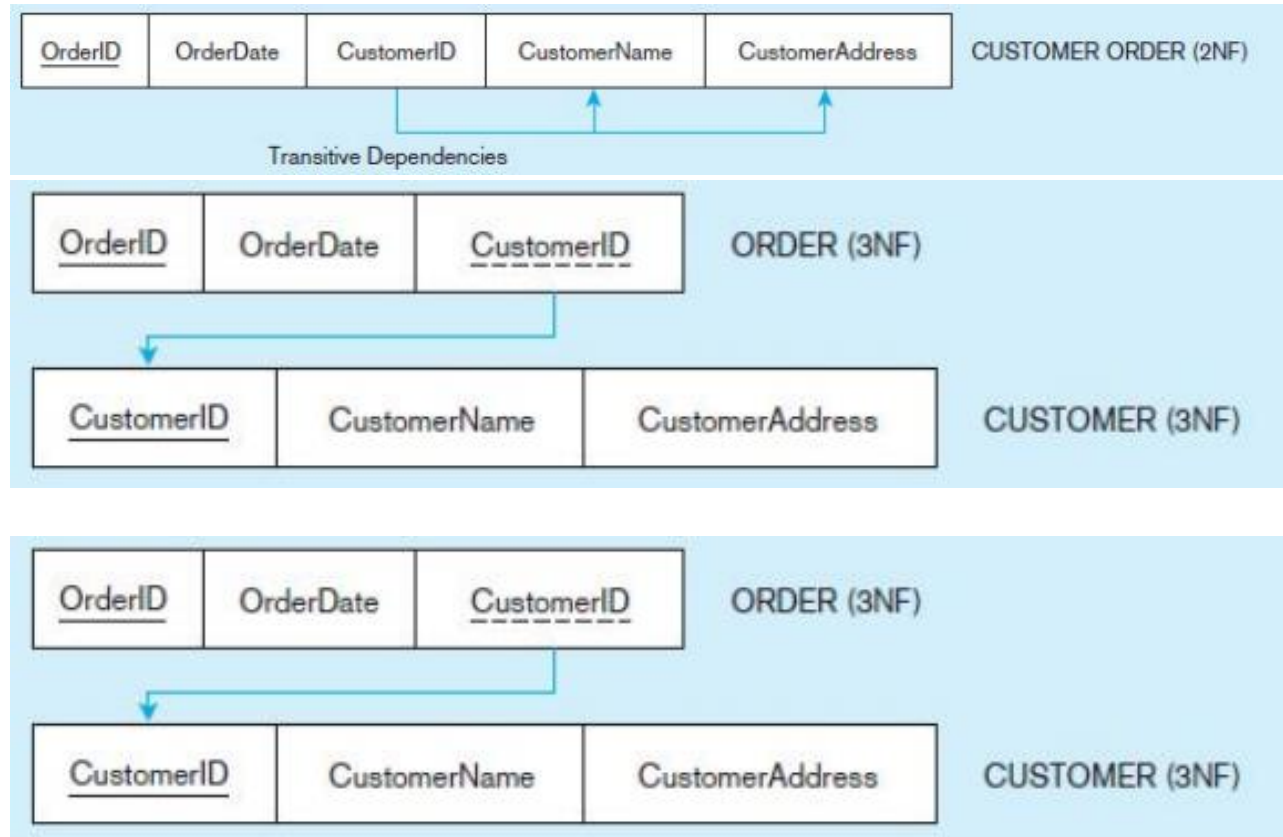 OrderID OrderDate CustomerID CustomerName CustomerAddress CUSTOMER ORDER (2NF)
Transitive Dependencies
OrderID OrderDate CustomerID ORDER (3NF)
CustomerID CustomerName CustomerAddress CUSTOMER (3NF)
OrderID OrderDate CustomerID ORDER (3NF)
CustomerID CustomerName CustomerAddress CUSTOMER (3NF)